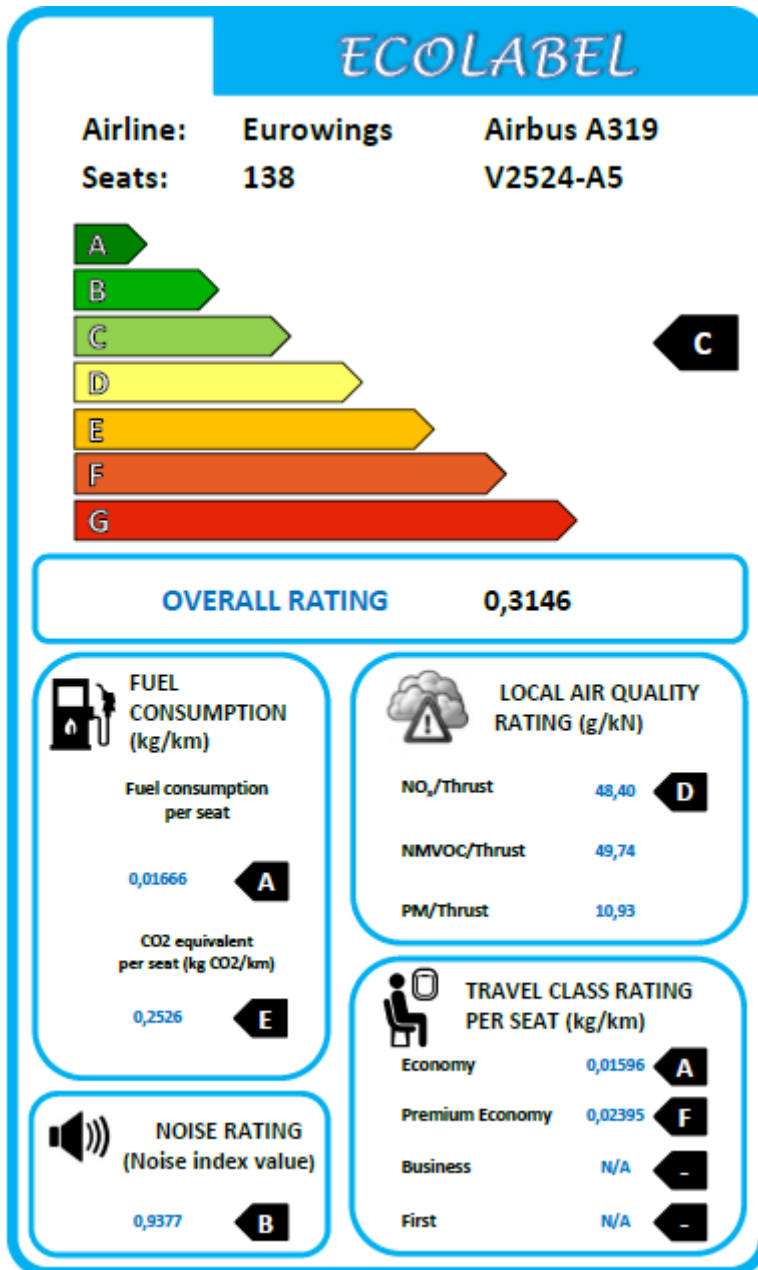 ECOLABEL
Airline: Eurowings Airbus A319
Seats: 138 V2524-A5
A
B
C
C
D
E
F
G
OVERALL RATING 0,3146
FUEL
CONSUMPTION
(kg/km)
Fuel consumption
per seat
0,01666 A
CO2 equivalent
per seat (kg CO2/km)
0,2526 E
NOISE RATING
(Noise index value)
0,9377 B
LOCAL AIR QUALITY
RATING (g/kN)
NOₓ/Thrust 48,40 D
NMVOC/Thrust 49,74
PM/Thrust 10,93
TRAVEL CLASS RATING
PER SEAT (kg/km)
Economy 0,01596 A
Premium Economy 0,02395 F
Business N/A -
First N/A -